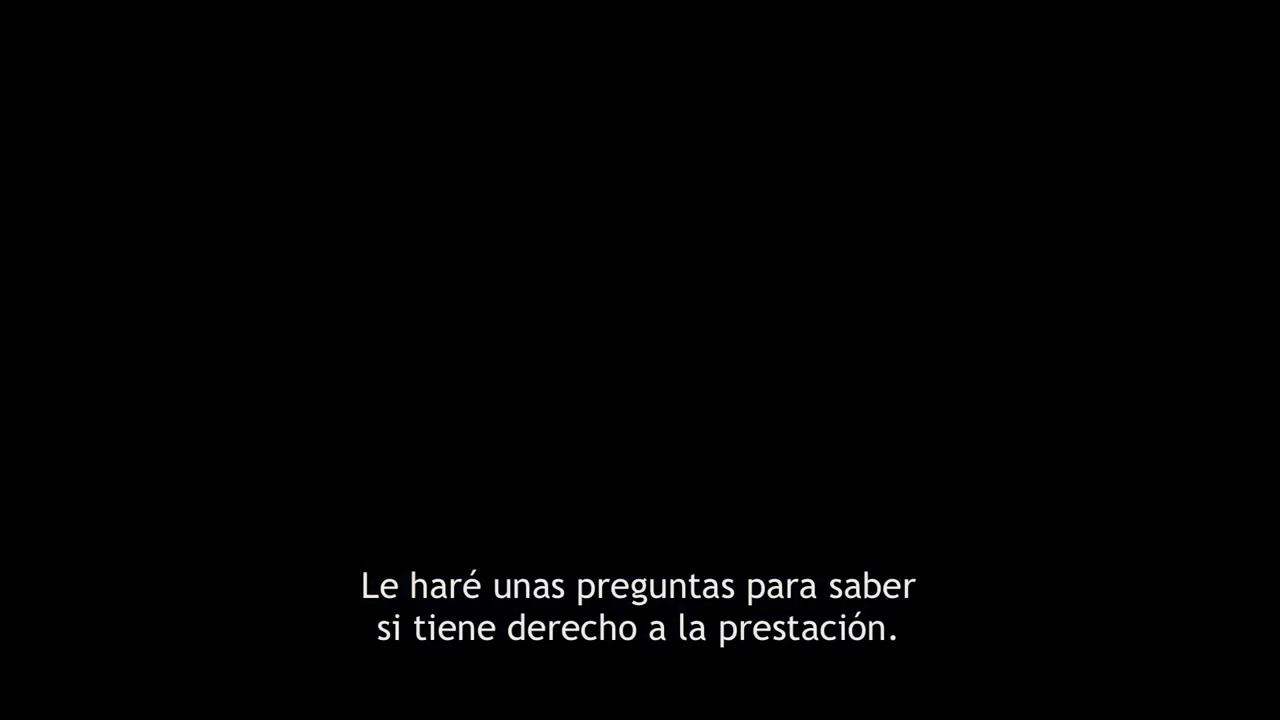 Le haré unas preguntas para saber
si tiene derecho a la prestación.